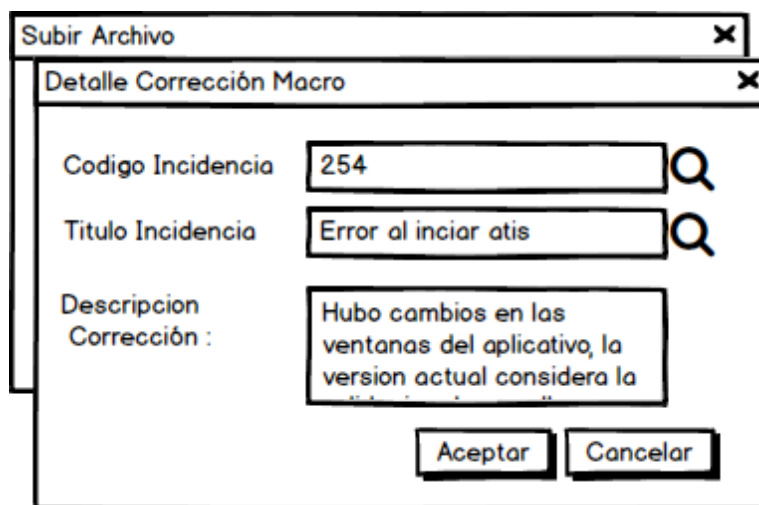 Subir Archivo
Detalle Corrección Macro
Codigo Incidencia
254
Titulo Incidencia
Error al inciar atis
Descripcion
Corrección :
Hubo cambios en las
ventanas del aplicativo, la
version actual considera la
Aceptar
Cancelar